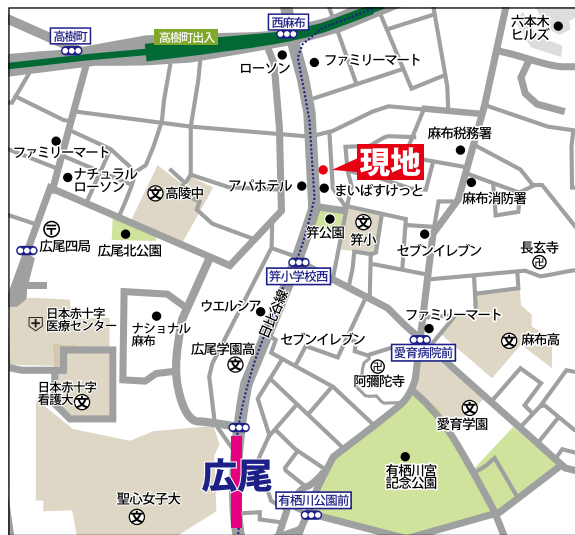 西麻布
六本木
ヒルズ
高樹町
高樹町出入
ローソン
ファミリーマート
麻布税務署
ファミリーマート
現地
ナチュラル
ローソン
高陵中
アパホテル
まいばすけっと
麻布消防署
広尾四局
広尾北公園
笄公園
笄小
セブンイレブン
長玄寺
笄小学校西
日比谷線
ウエルシア
日本赤十字
医療センター
ナショナル
麻布
ファミリーマート
セブンイレブン
麻布高
広尾学園高
愛育病院前
阿彌陀寺
日本赤十字
看護大
愛育学園
広尾
有栖川宮
記念公園
聖心女子大
有栖川公園前